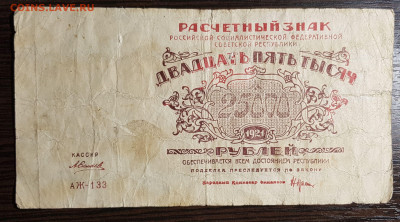 COINS.LAVE.RU
РАСЧЕТНЫЙ ЗНАК
РОССИЙСКОЙ СОЦИАЛИСТИЧЕСКОЙ ФЕДЕРАТИВНОЙ
СОВЕТСКОЙ РЕСПУБЛИКИ
ДВАДЦАТЬ ПЯТЬ ТЫСЯЧ
25000
1921
РУБЛЕЙ
ОБЕСПЕЧИВАЕТСЯ ВСЕМ ДОСТОЯНИЕМ РЕСПУБЛИКИ
ПОДДЕЛКА ПРЕСЛЕДУЕТСЯ ПО ЗАКОНУ
Народный Комиссар Финансов
КАССИР
АЖ-133